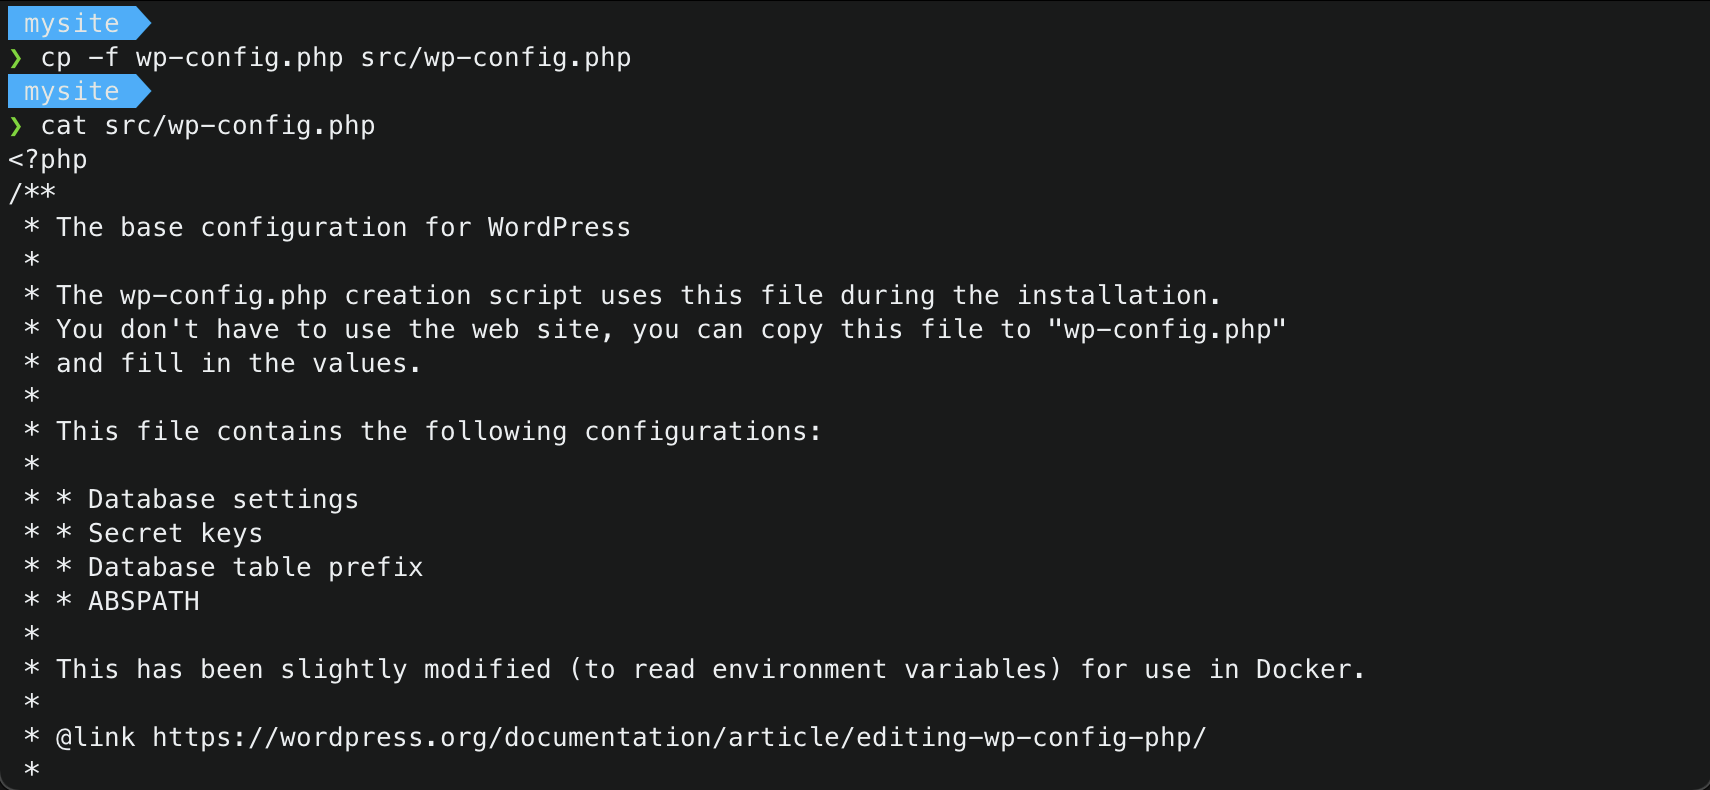 mysite
❯ cp -f wp-config.php src/wp-config.php
mysite
❯ cat src/wp-config.php
<?php
/**
 * The base configuration for WordPress
 *
 * The wp-config.php creation script uses this file during the installation.
 * You don't have to use the web site, you can copy this file to "wp-config.php"
 * and fill in the values.
 *
 * This file contains the following configurations:
 *
 * * Database settings
 * * Secret keys
 * * Database table prefix
 * * ABSPATH
 *
 * This has been slightly modified (to read environment variables) for use in Docker.
 *
 * @link https://wordpress.org/documentation/article/editing-wp-config-php/
 *